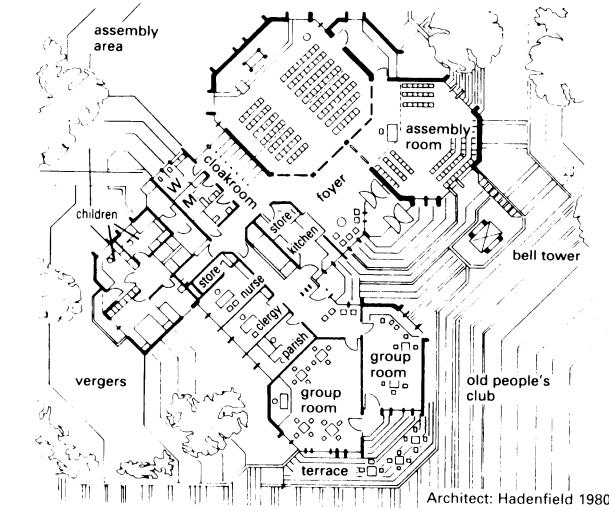 assembly
area
assembly
room
cloakroom
W
M
foyer
children
store
kitchen
bell tower
store
nurse
clergy
parish
group
room
group
room
vergers
old people's
club
terrace
Architect: Hadenfield 1980